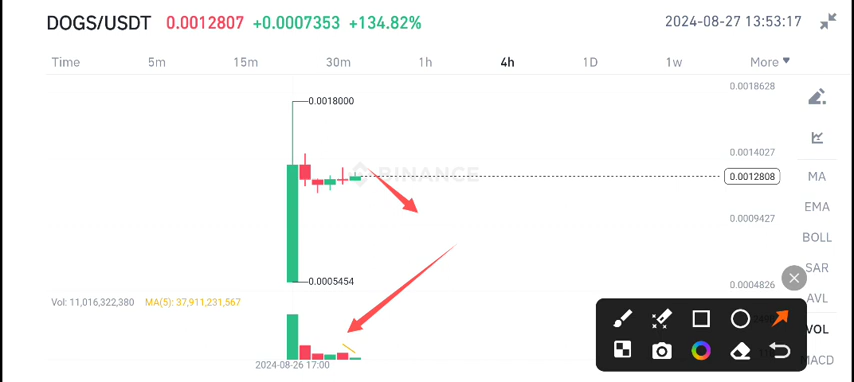 DOGS/USDT 0.0012807 +0.0007353 +134.82% 2024-08-27 13:53:17
Time 5m 15m 30m 1h 4h 1D 1w More
0.0018628
0.0018000
0.0014027
BINANCE
0.0012808
MA
EMA
0.0009427
BOLL
SAR
0.0005454
0.0004826
AVL
Vol: 11,016,322,380 MA(5): 37,911,231,567
VOL
MACD
2024-08-26 17:00